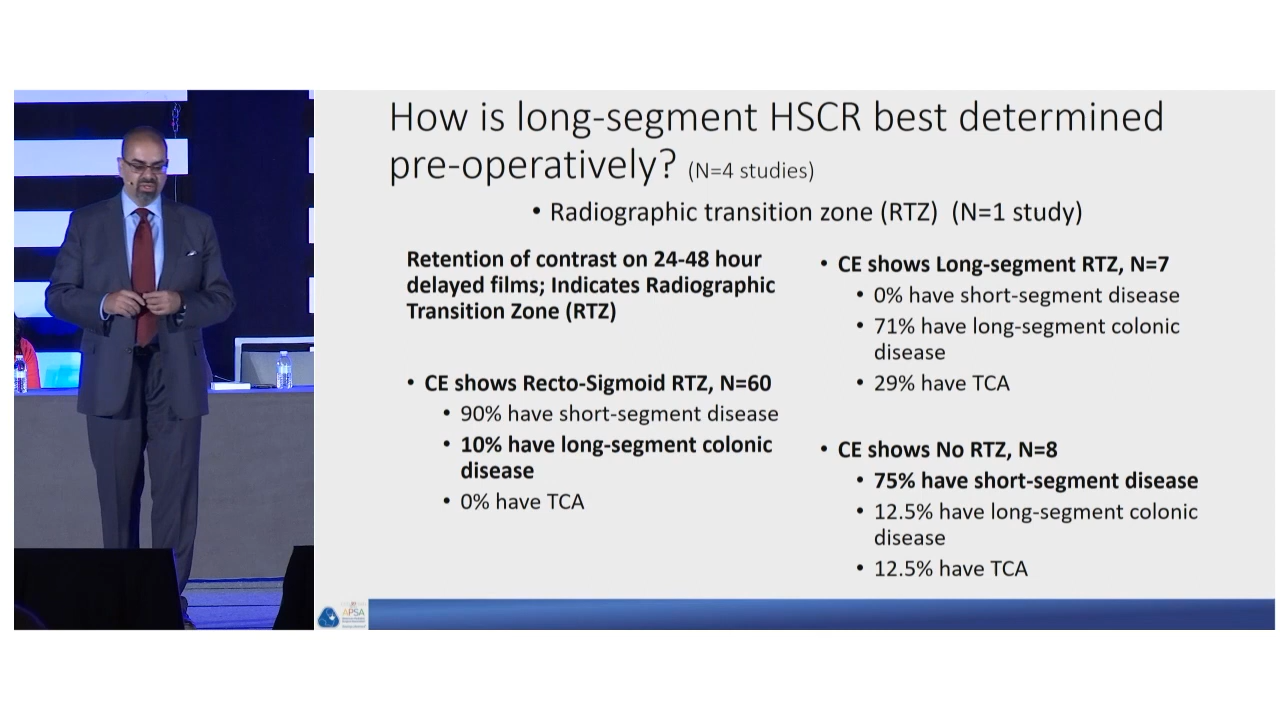 How is long-segment HSCR best determined
pre-operatively? (N=4 studies)
• Radiographic transition zone (RTZ) (N=1 study)
Retention of contrast on 24-48 hour
delayed films; Indicates Radiographic
Transition Zone (RTZ)
• CE shows Recto-Sigmoid RTZ, N=60
• 90% have short-segment disease
• 10% have long-segment colonic
disease
• 0% have TCA
• CE shows Long-segment RTZ, N=7
• 0% have short-segment disease
• 71% have long-segment colonic
disease
• 29% have TCA
• CE shows No RTZ, N=8
• 75% have short-segment disease
• 12.5% have long-segment colonic
disease
• 12.5% have TCA
APSA